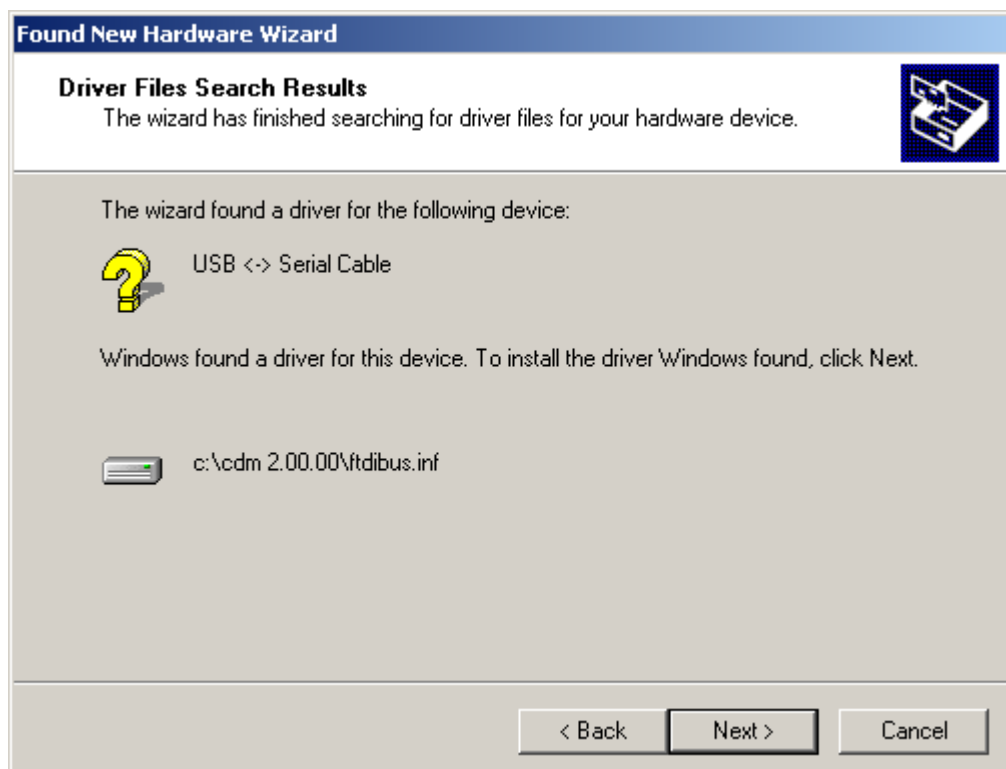 Found New Hardware Wizard
Driver Files Search Results
The wizard has finished searching for driver files for your hardware device.
The wizard found a driver for the following device:
USB <-> Serial Cable
Windows found a driver for this device. To install the driver Windows found, click Next.
c:\cdm 2.00.00\ftdibus.inf
< Back
Next >
Cancel